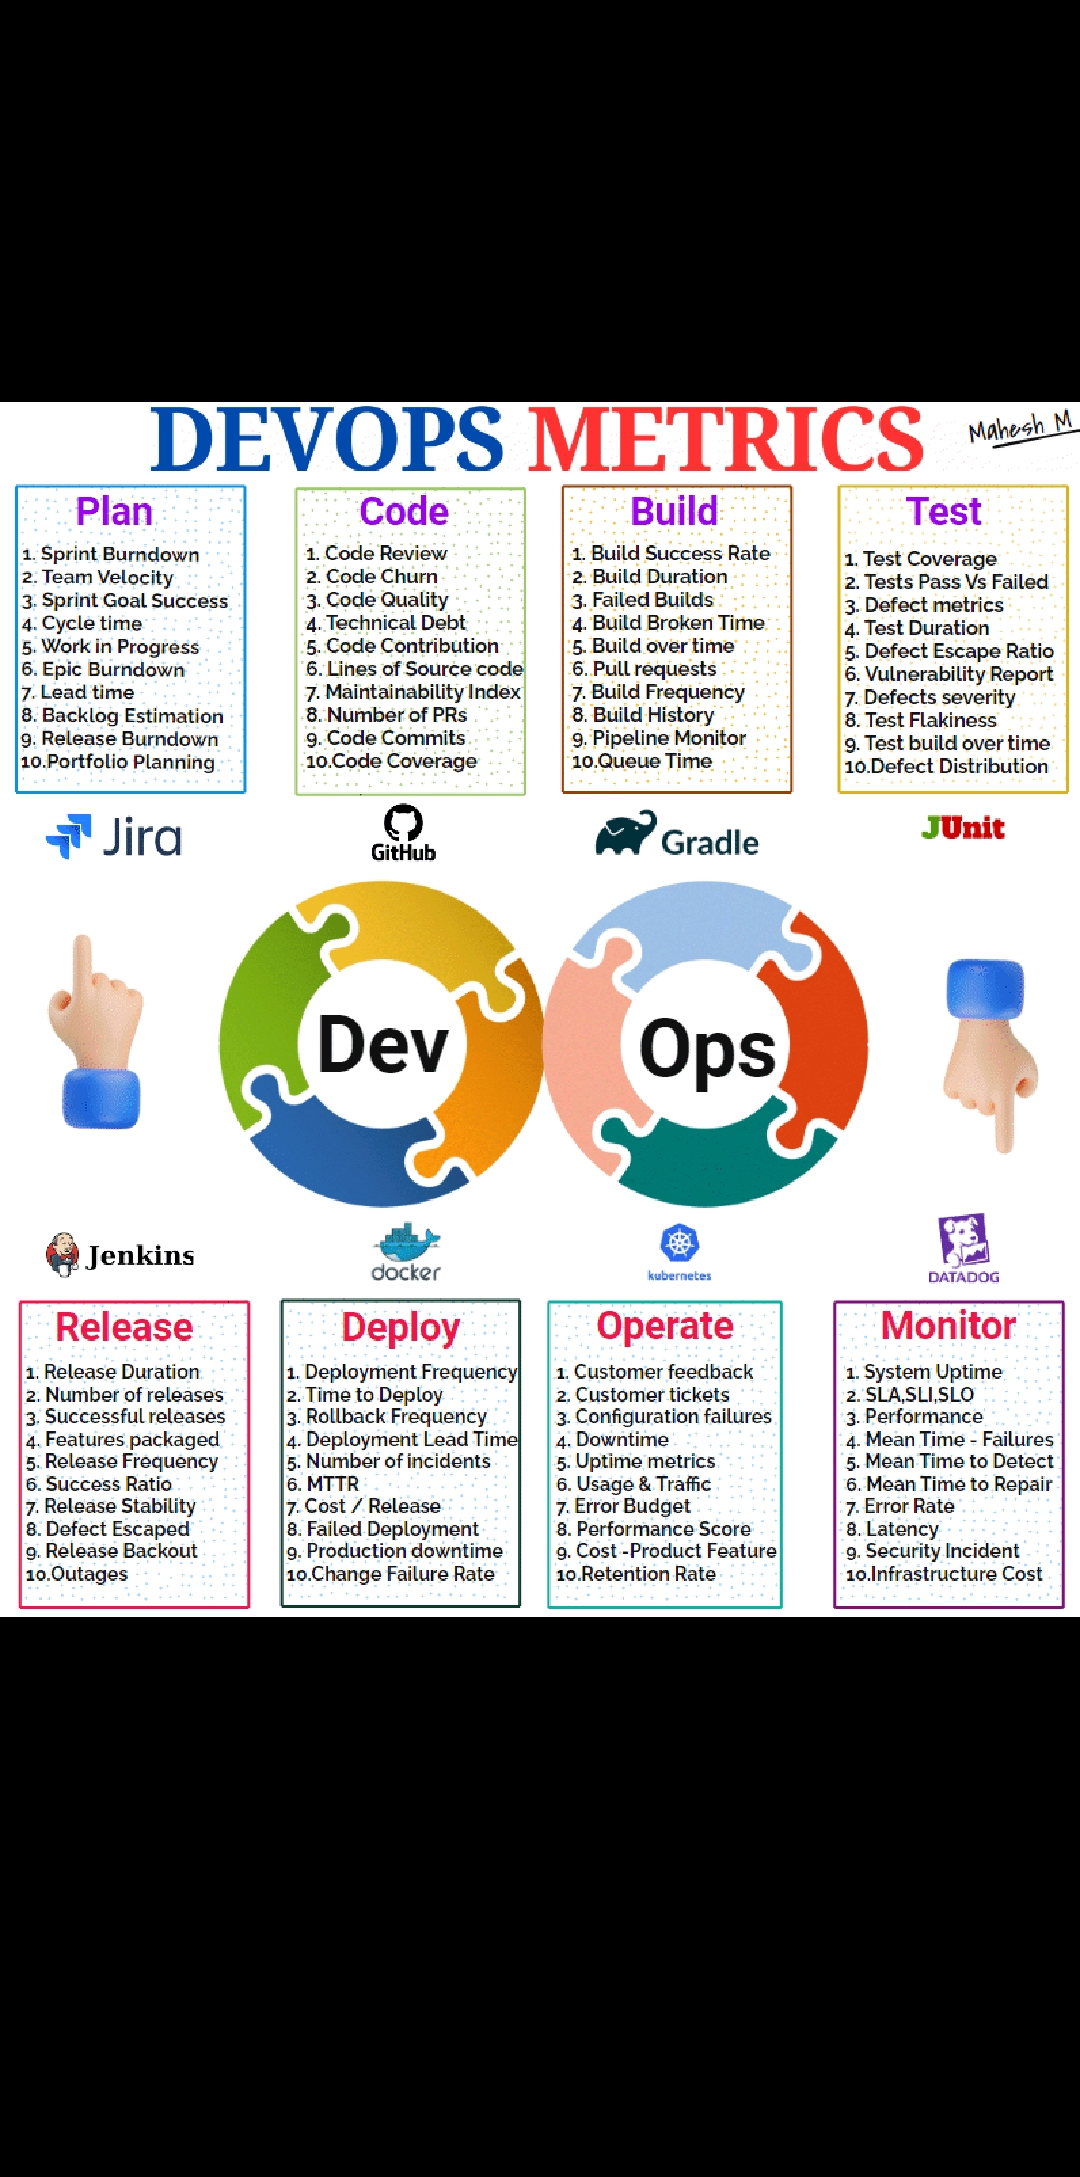 DEVOPS METRICS
Mahesh M
Plan
1. Sprint Burndown
2. Team Velocity
3. Sprint Goal Success
4. Cycle time
5. Work in Progress
6. Epic Burndown
7. Lead time
8. Backlog Estimation
9. Release Burndown
10.Portfolio Planning
Code
1. Code Review
2. Code Churn
3. Code Quality
4. Technical Debt
5. Code Contribution
6. Lines of Source code
7. Maintainability Index
8. Number of PRs
9. Code Commits
10.Code Coverage
Build
1. Build Success Rate
2. Build Duration
3. Failed Builds
4. Build Broken Time
5. Build over time
6. Pull requests
7. Build Frequency
8. Build History
9. Pipeline Monitor
10.Queue Time
Test
1. Test Coverage
2. Tests Pass Vs Failed
3. Defect metrics
4. Test Duration
5. Defect Escape Ratio
6. Vulnerability Report
7. Defects severity
8. Test Flakiness
9. Test build over time
10.Defect Distribution
Jira
GitHub
Gradle
JUnit
Dev
Ops
Jenkins
docker
kubernetes
DATADOG
Release
1. Release Duration
2. Number of releases
3. Successful releases
4. Features packaged
5. Release Frequency
6. Success Ratio
7. Release Stability
8. Defect Escaped
9. Release Backout
10.Outages
Deploy
1. Deployment Frequency
2. Time to Deploy
3. Rollback Frequency
4. Deployment Lead Time
5. Number of incidents
6. MTTR
7. Cost / Release
8. Failed Deployment
9. Production downtime
10.Change Failure Rate
Operate
1. Customer feedback
2. Customer tickets
3. Configuration failures
4. Downtime
5. Uptime metrics
6. Usage & Traffic
7. Error Budget
8. Performance Score
9. Cost -Product Feature
10.Retention Rate
Monitor
1. System Uptime
2. SLA,SLI,SLO
3. Performance
4. Mean Time - Failures
5. Mean Time to Detect
6. Mean Time to Repair
7. Error Rate
8. Latency
9. Security Incident
10.Infrastructure Cost